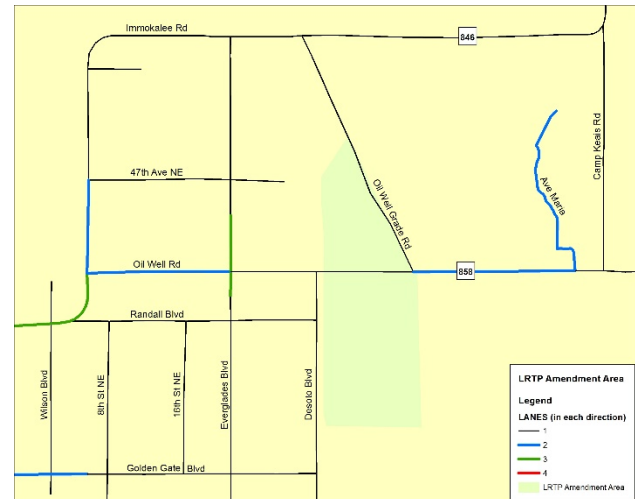 Immokalee Rd
846
Camp Keais Rd
47th Ave NE
Oil Well Grade Rd
Ave Maria
Oil Well Rd
858
Randall Blvd
Wilson Blvd
8th St NE
16th St NE
Everglades Blvd
Desoto Blvd
Golden Gate Blvd
LRTP Amendment Area
Legend
LANES (in each direction)
1
2
3
4
LRTP Amendment Area